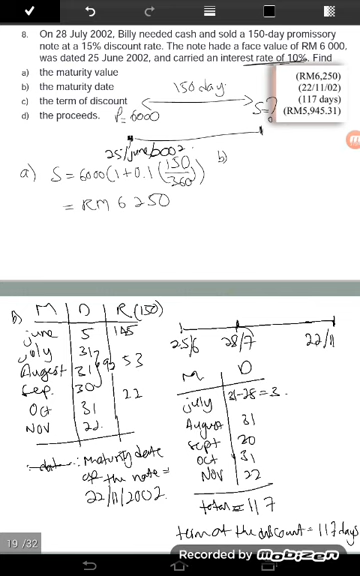 8. On 28 July 2002, Billy needed cash and sold a 150-day promissory
note at a 15% discount rate. The note hade a face value of RM 6 000,
was dated 25 June 2002, and carried an interest rate of 10%. Find
a) the maturity value (RM6,250)
b) the maturity date (22/11/02)
c) the term of discount (117 days)
d) the proceeds. (RM5,945.31)
150 day
P=6000 S=?
25/june/2002
a) S = 6000(1+0.1(150/360))
= RM 6250
b)
b) M D R(150)
june 5 145
july 31
August 31 92 53
Sep. 30 22
Oct 31
Nov 22
∴ Maturity date
of the note =
22/11/2002
25/6 28/7 22/11
M D
july 31-28 = 3
August 31
Sept 30
Oct 31
Nov 22
total = 117
term of the discount = 117 days
19 / 32
Recorded by Mobizen